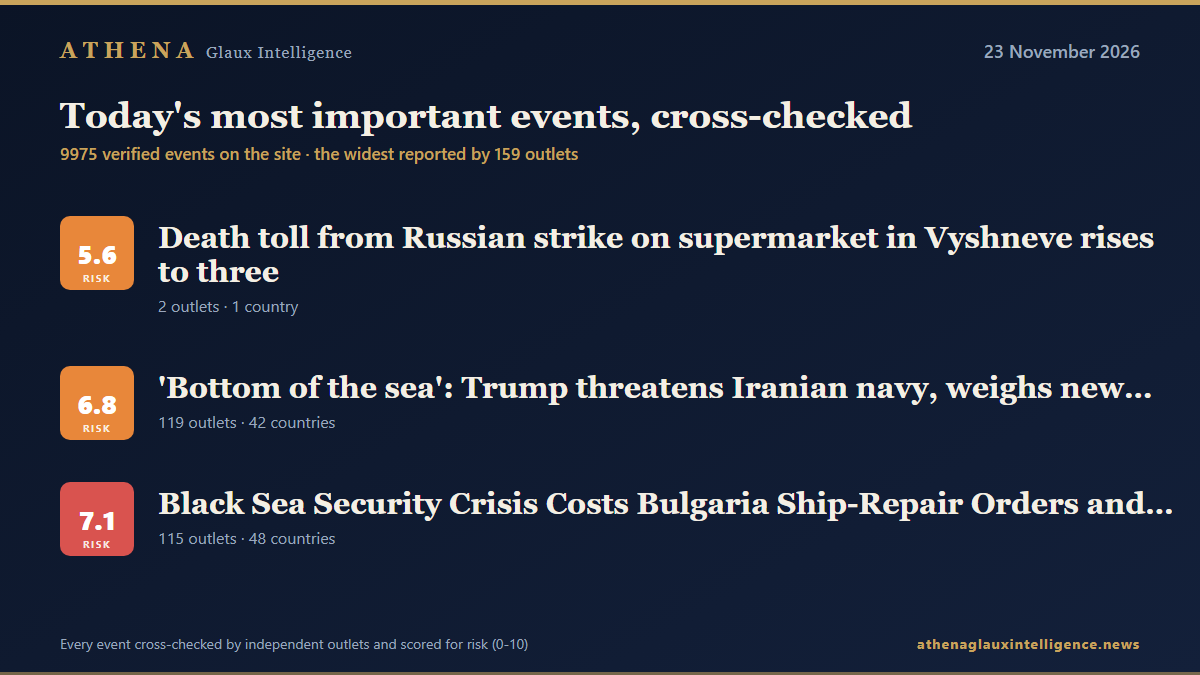 ATHENA Glaux Intelligence
23 November 2026
Today's most important events, cross-checked
9975 verified events on the site · the widest reported by 159 outlets
5.6
RISK
Death toll from Russian strike on supermarket in Vyshneve rises
to three
2 outlets · 1 country
6.8
RISK
'Bottom of the sea': Trump threatens Iranian navy, weighs new...
119 outlets · 42 countries
7.1
RISK
Black Sea Security Crisis Costs Bulgaria Ship-Repair Orders and...
115 outlets · 48 countries
Every event cross-checked by independent outlets and scored for risk (0-10)
athenaglauxintelligence.news